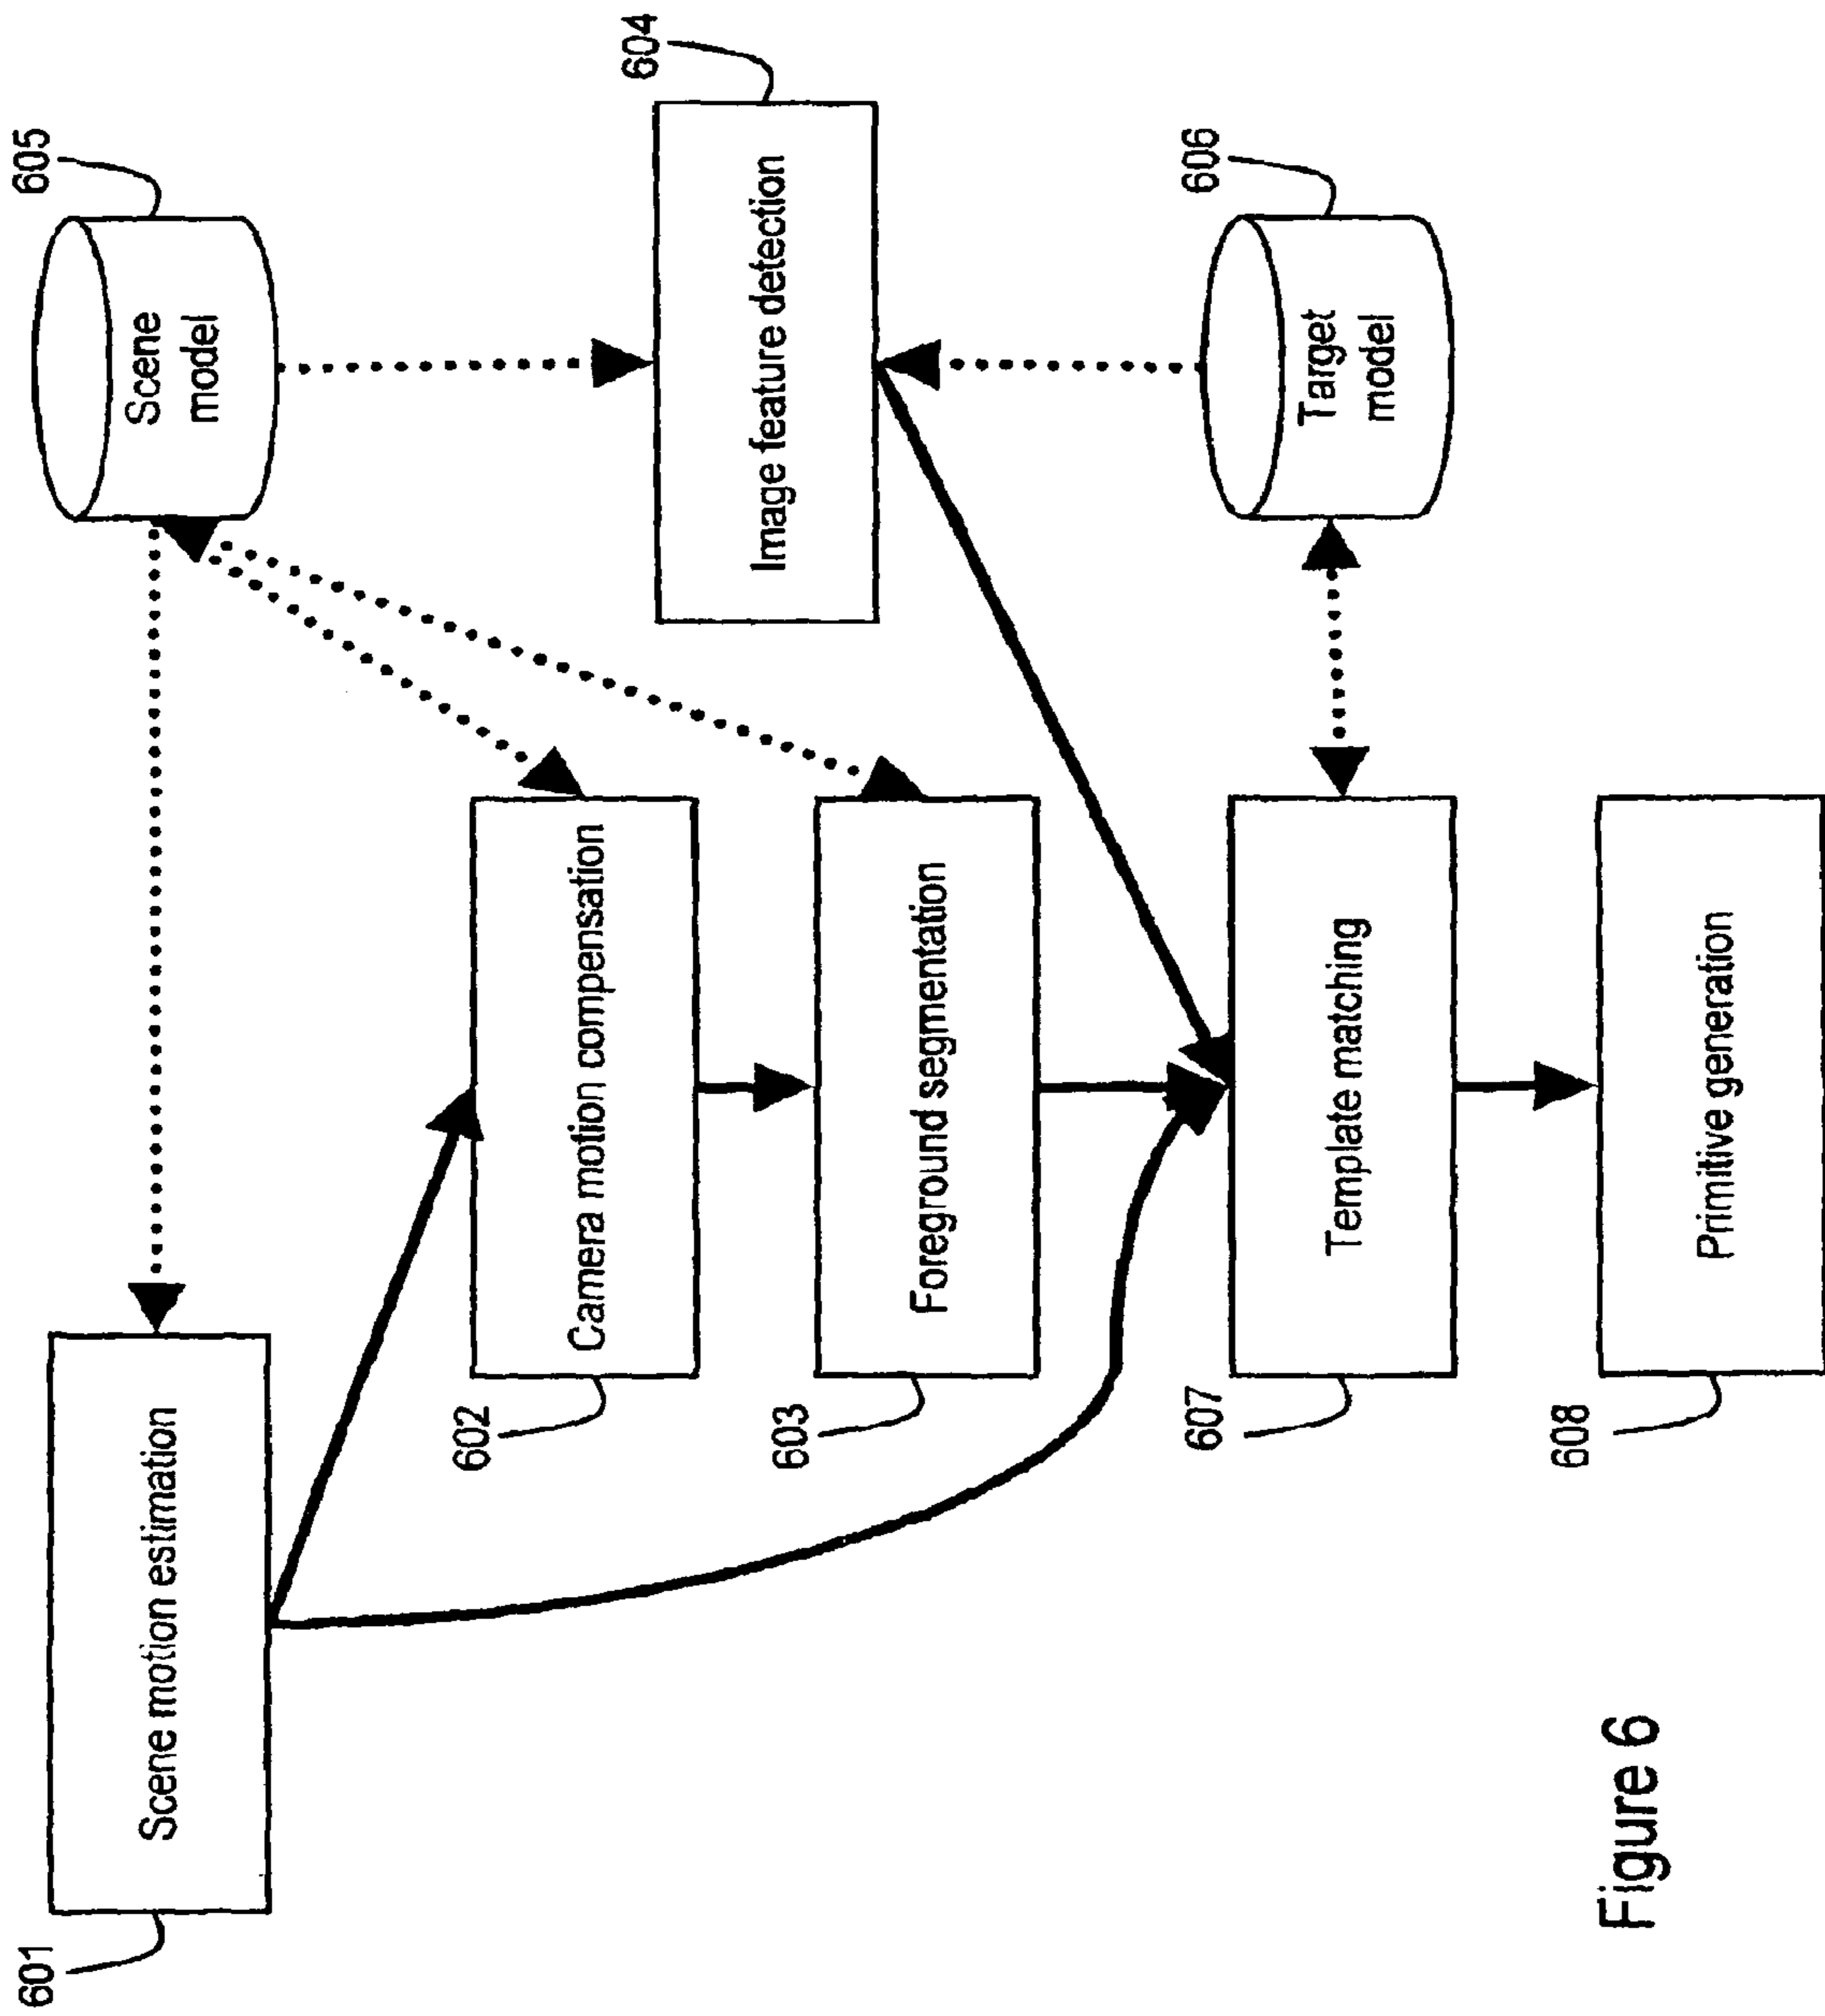 601
Scene motion estimation
605
Scene
model
602
Camera motion compensation
604
Image feature detection
603
Foreground segmentation
607
Template matching
606
Target
model
608
Primitive generation
Figure 6